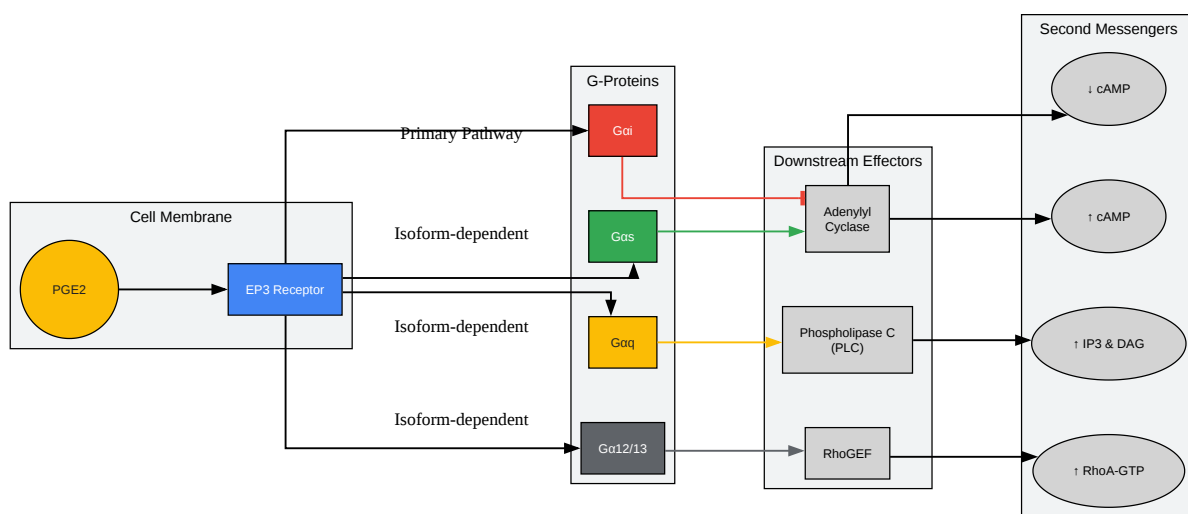 Second Messengers
↓ cAMP
G-Proteins
Gαi
Primary Pathway
Downstream Effectors
Adenylyl
Cyclase
↑ cAMP
Cell Membrane
Isoform-dependent
Gαs
PGE2
EP3 Receptor
Isoform-dependent
Gαq
Phospholipase C
(PLC)
↑ IP3 & DAG
Isoform-dependent
Gα12/13
RhoGEF
↑ RhoA-GTP